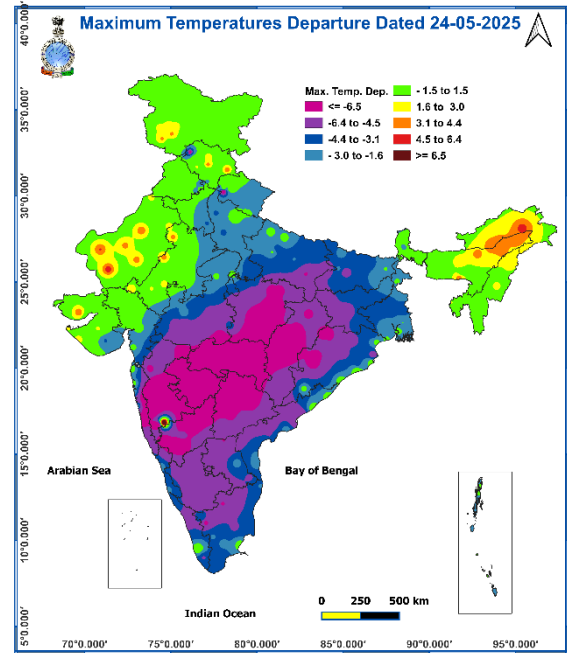 Maximum Temperatures Departure Dated 24-05-2025
Max. Temp. Dep.
<= -6.5
-6.4 to -4.5
-4.4 to -3.1
- 3.0 to -1.6
- 1.5 to 1.5
1.6 to 3.0
3.1 to 4.4
4.5 to 6.4
>= 6.5
40°0.000'
35°0.000'
30°0.000'
25°0.000'
20°0.000'
15°0.000'
10°0.000'
5°0.000'
Arabian Sea
Bay of Bengal
Indian Ocean
0 250 500 km
70°0.000' 75°0.000' 80°0.000' 85°0.000' 90°0.000' 95°0.000'